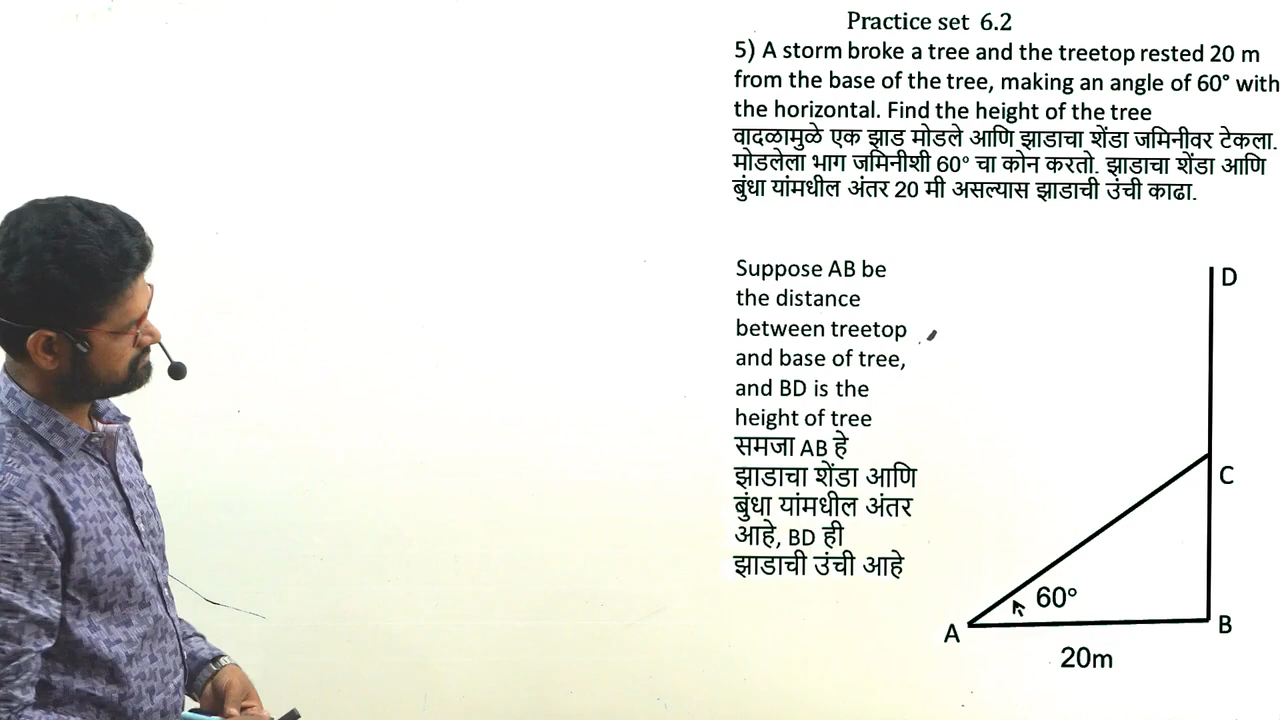 Practice set 6.2
5) A storm broke a tree and the treetop rested 20 m
from the base of the tree, making an angle of 60° with
the horizontal. Find the height of the tree
वादळामुळे एक झाड मोडले आणि झाडाचा शेंडा जमिनीवर टेकला.
मोडलेला भाग जमिनीशी 60° चा कोन करतो. झाडाचा शेंडा आणि
बुंधा यांमधील अंतर 20 मी असल्यास झाडाची उंची काढा.
Suppose AB be
the distance
between treetop
and base of tree,
and BD is the
height of tree
समजा AB हे
झाडाचा शेंडा आणि
बुंधा यांमधील अंतर
आहे, BD ही
झाडाची उंची आहे
D
C
60°
A
B
20m